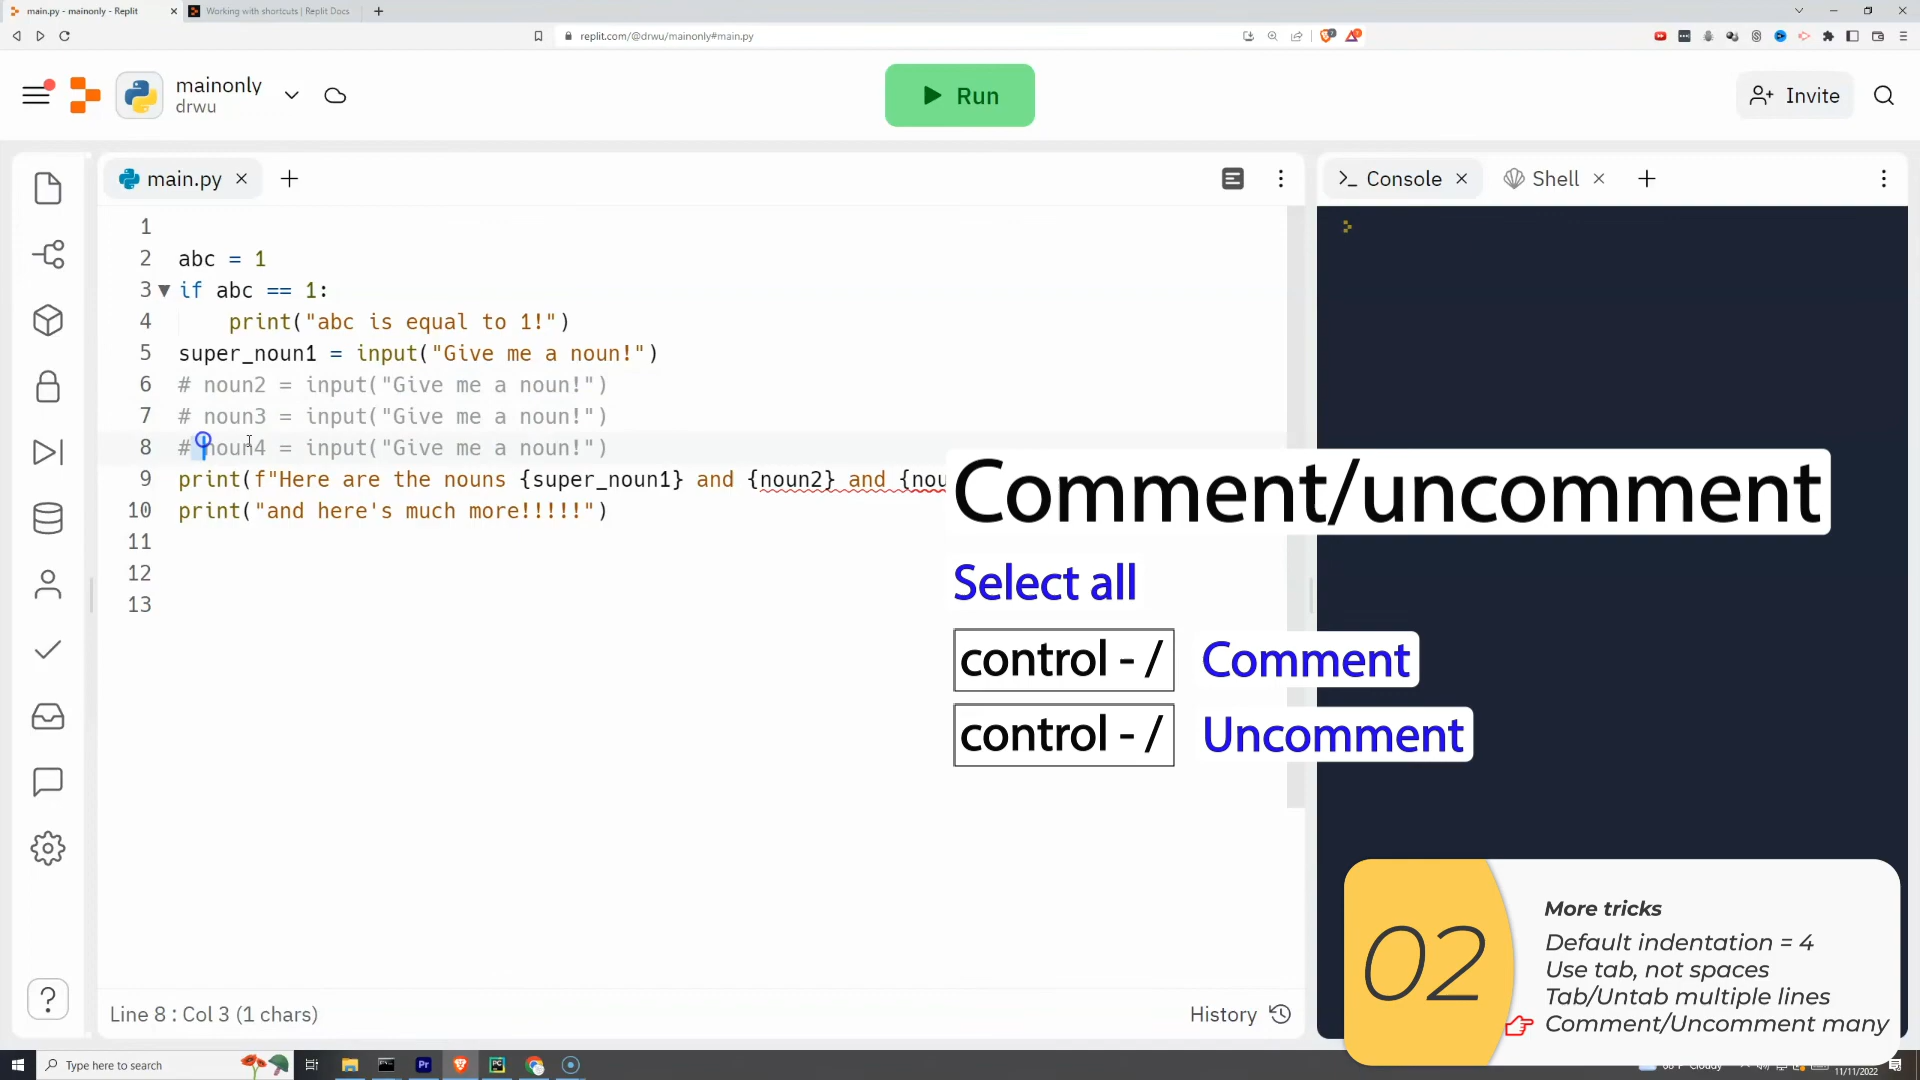 main.py - mainonly - Replit
Working with shortcuts | Replit Docs
replit.com/@drwu/mainonly#main.py
mainonly
drwu
Run
Invite
main.py
Console
Shell
1
2 abc = 1
3 if abc == 1:
4 print("abc is equal to 1!")
5 super_noun1 = input("Give me a noun!")
6 # noun2 = input("Give me a noun!")
7 # noun3 = input("Give me a noun!")
8 # noun4 = input("Give me a noun!")
9 print(f"Here are the nouns {super_noun1} and {noun2} and {nou
10 print("and here's much more!!!!!")
11
12
13
Comment/uncomment
Select all
control - / Comment
control - / Uncomment
02
More tricks
Default indentation = 4
Use tab, not spaces
Tab/Untab multiple lines
Comment/Uncomment many
Line 8 : Col 3 (1 chars)
History
Type here to search
11/11/2022